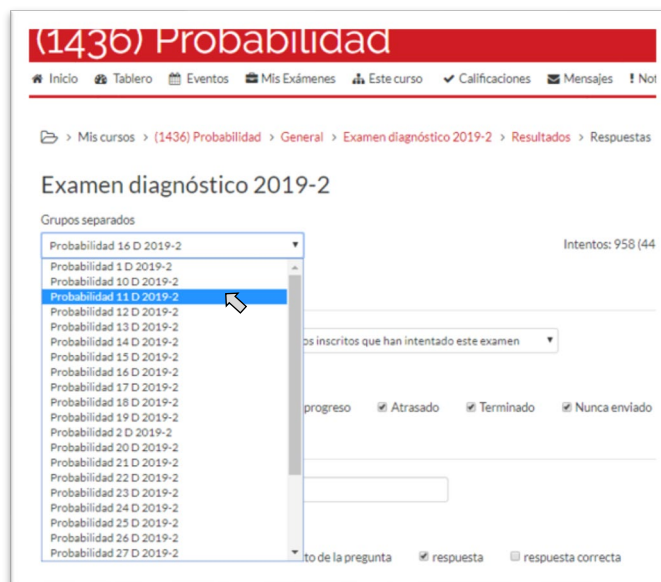 (1436) Probabilidad
Inicio Tablero Eventos Mis Exámenes Este curso Calificaciones Mensajes ! Not
> Mis cursos > (1436) Probabilidad > General > Examen diagnóstico 2019-2 > Resultados > Respuestas
Examen diagnóstico 2019-2
Grupos separados
Probabilidad 16 D 2019-2
Intentos: 958 (44
Probabilidad 1 D 2019-2
Probabilidad 10 D 2019-2
Probabilidad 11 D 2019-2
Probabilidad 12 D 2019-2
Probabilidad 13 D 2019-2
Probabilidad 14 D 2019-2
os inscritos que han intentado este examen
Probabilidad 15 D 2019-2
Probabilidad 16 D 2019-2
Probabilidad 17 D 2019-2
Probabilidad 18 D 2019-2
progreso Atrasado Terminado Nunca enviado
Probabilidad 19 D 2019-2
Probabilidad 2 D 2019-2
Probabilidad 20 D 2019-2
Probabilidad 21 D 2019-2
Probabilidad 22 D 2019-2
Probabilidad 23 D 2019-2
Probabilidad 24 D 2019-2
Probabilidad 25 D 2019-2
Probabilidad 26 D 2019-2
Probabilidad 27 D 2019-2
to de la pregunta respuesta respuesta correcta